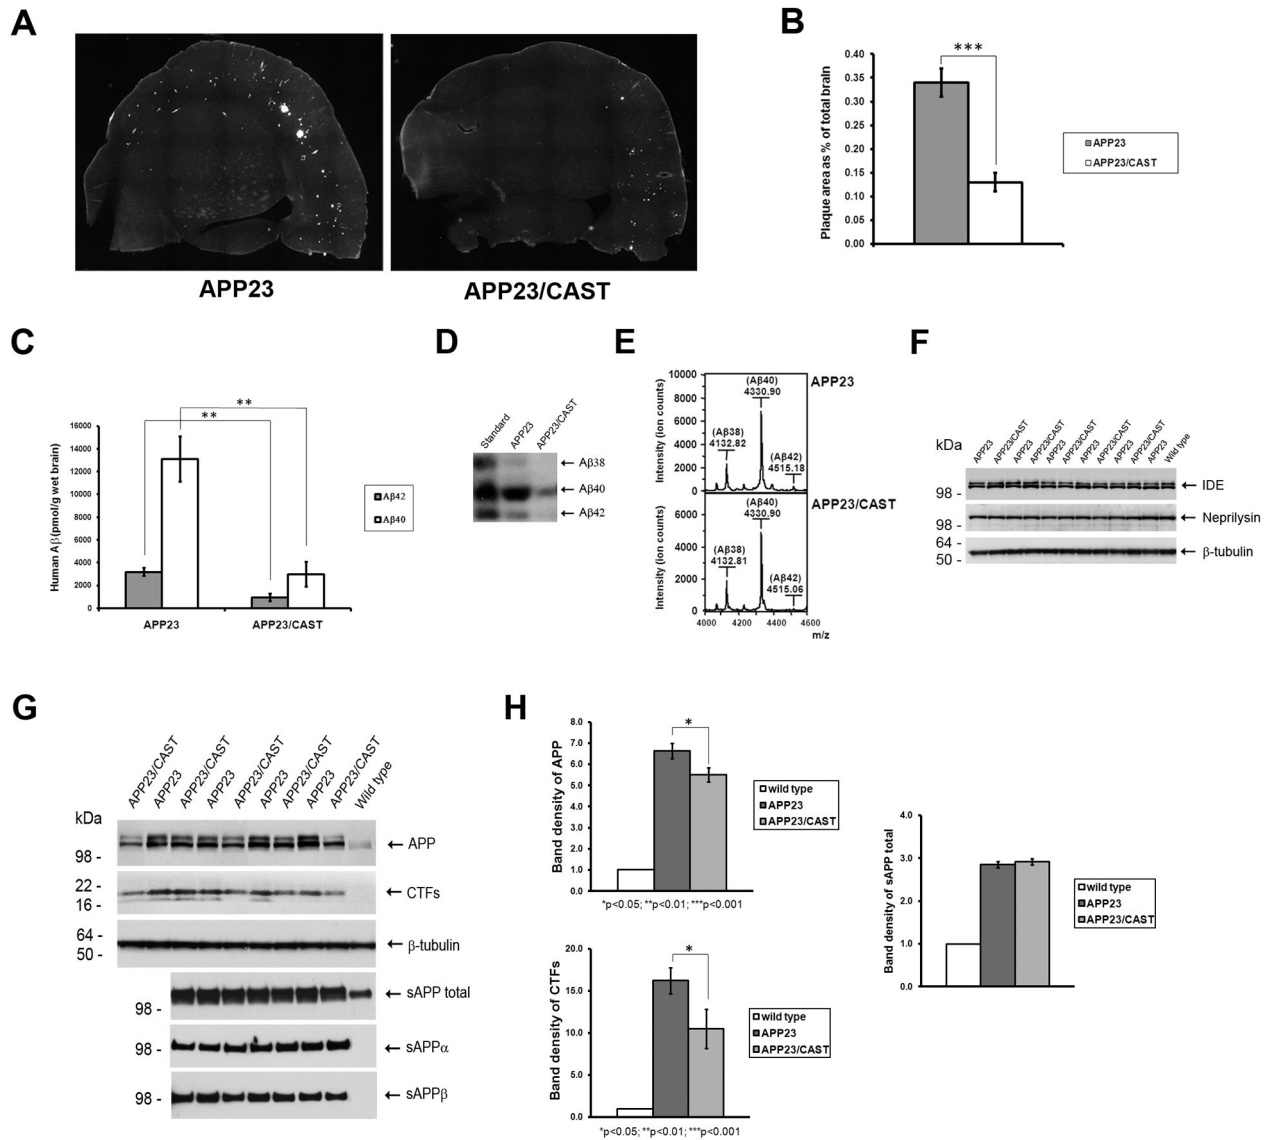 A
APP23
APP23/CAST
B
***
0.40
0.35
0.30
0.25
0.20
0.15
0.10
0.05
0.00
Plaque area as % of total brain
APP23
APP23/CAST
C
**
**
16000
14000
12000
10000
8000
6000
4000
2000
0
Human Aβ(pmol/g wet brain)
APP23
APP23/CAST
Aβ42
Aβ40
D
Standard
APP23
APP23/CAST
← Aβ38
← Aβ40
← Aβ42
E
Intensity (ion counts)
10000
8000
6000
4000
2000
0
(Aβ38)
4132.82
(Aβ40)
4330.90
(Aβ42)
4515.18
APP23
Intensity (ion counts)
6000
4000
2000
0
(Aβ38)
4132.81
(Aβ40)
4330.90
(Aβ42)
4515.06
APP23/CAST
4000 4200 4400 4600
m/z
F
kDa
APP23
APP23/CAST
APP23
APP23/CAST
APP23
APP23/CAST
APP23
APP23/CAST
APP23
APP23/CAST
APP23
Wild type
98 -
← IDE
98 -
← Neprilysin
64 -
50 -
← β-tubulin
G
kDa
APP23/CAST
APP23
APP23/CAST
APP23
APP23/CAST
APP23
APP23/CAST
APP23
APP23/CAST
Wild type
98 -
← APP
22 -
16 -
← CTFs
64 -
50 -
← β-tubulin
98 -
← sAPP total
98 -
← sAPPα
98 -
← sAPPβ
H
*
8.0
7.0
6.0
5.0
4.0
3.0
2.0
1.0
0.0
Band density of APP
wild type
APP23
APP23/CAST
*p<0.05; **p<0.01; ***p<0.001
*
20.0
15.0
10.0
5.0
0.0
Band density of CTFs
wild type
APP23
APP23/CAST
*p<0.05; **p<0.01; ***p<0.001
4.0
3.0
2.0
1.0
0.0
Band density of sAPP total
wild type
APP23
APP23/CAST